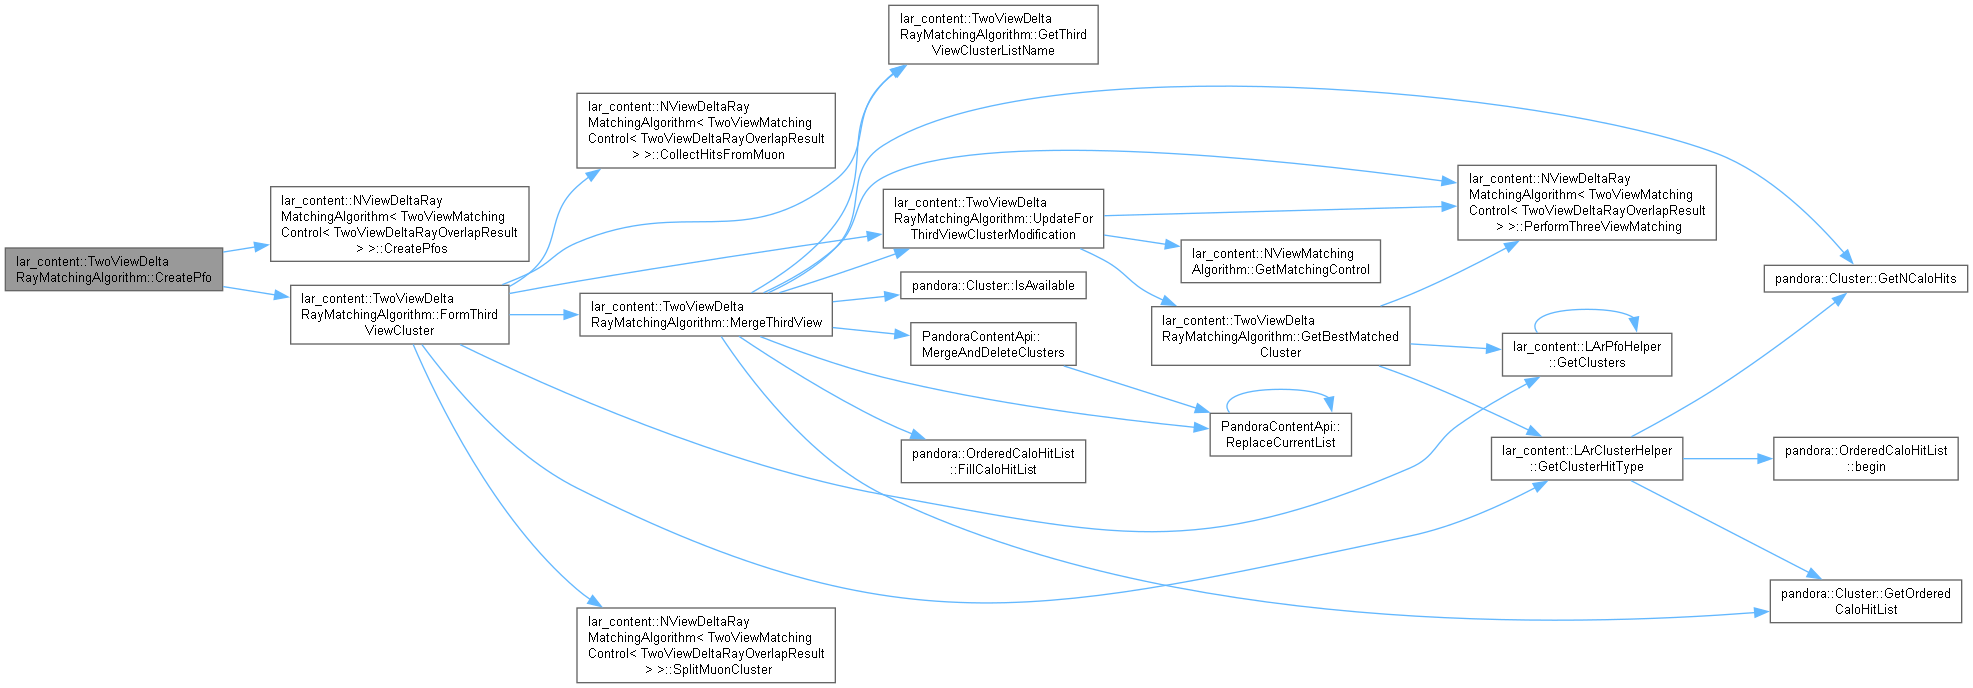 lar_content::TwoViewDelta
RayMatchingAlgorithm::CreatePfo
lar_content::NViewDeltaRay
MatchingAlgorithm< TwoViewMatching
Control< TwoViewDeltaRayOverlapResult
> >::CreatePfos
lar_content::TwoViewDelta
RayMatchingAlgorithm::FormThird
ViewCluster
lar_content::NViewDeltaRay
MatchingAlgorithm< TwoViewMatching
Control< TwoViewDeltaRayOverlapResult
> >::CollectHitsFromMuon
lar_content::TwoViewDelta
RayMatchingAlgorithm::MergeThirdView
lar_content::NViewDeltaRay
MatchingAlgorithm< TwoViewMatching
Control< TwoViewDeltaRayOverlapResult
> >::SplitMuonCluster
lar_content::TwoViewDelta
RayMatchingAlgorithm::GetThird
ViewClusterListName
lar_content::TwoViewDelta
RayMatchingAlgorithm::UpdateFor
ThirdViewClusterModification
pandora::Cluster::IsAvailable
PandoraContentApi::
MergeAndDeleteClusters
pandora::OrderedCaloHitList
::FillCaloHitList
lar_content::NViewMatching
Algorithm::GetMatchingControl
lar_content::TwoViewDelta
RayMatchingAlgorithm::GetBestMatched
Cluster
PandoraContentApi::
ReplaceCurrentList
lar_content::NViewDeltaRay
MatchingAlgorithm< TwoViewMatching
Control< TwoViewDeltaRayOverlapResult
> >::PerformThreeViewMatching
lar_content::LArPfoHelper
::GetClusters
lar_content::LArClusterHelper
::GetClusterHitType
pandora::Cluster::GetNCaloHits
pandora::OrderedCaloHitList
::begin
pandora::Cluster::GetOrdered
CaloHitList